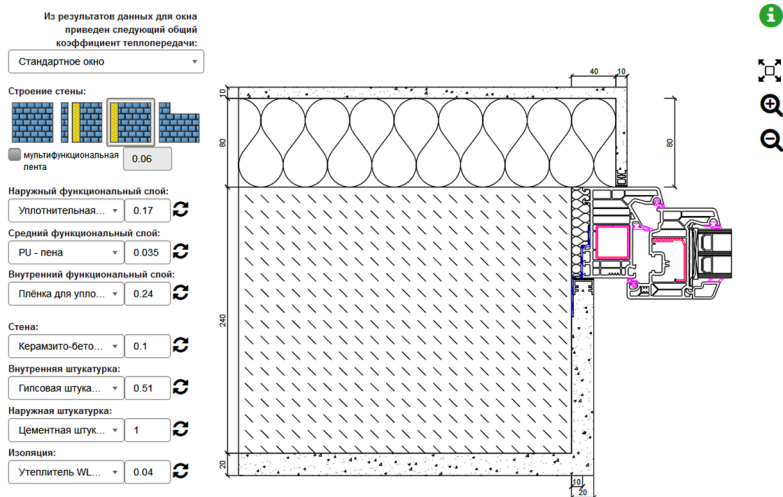 Из результатов данных для окна
приведен следующий общий
коэффициент теплопередачи:
Стандартное окно
Строение стены:
мультифункциональная
лента
0.06
Наружный функциональный слой:
Уплотнительная... 0.17
Средний функциональный слой:
PU - пена 0.035
Внутренний функциональный слой:
Плёнка для упло... 0.24
Стена:
Керамзито-бето... 0.1
Внутренняя штукатурка:
Гипсовая штука... 0.51
Наружная штукатурка:
Цементная штук... 1
Изоляция:
Утеплитель WL... 0.04
40 10
10
80
80
240
20
10
20
i